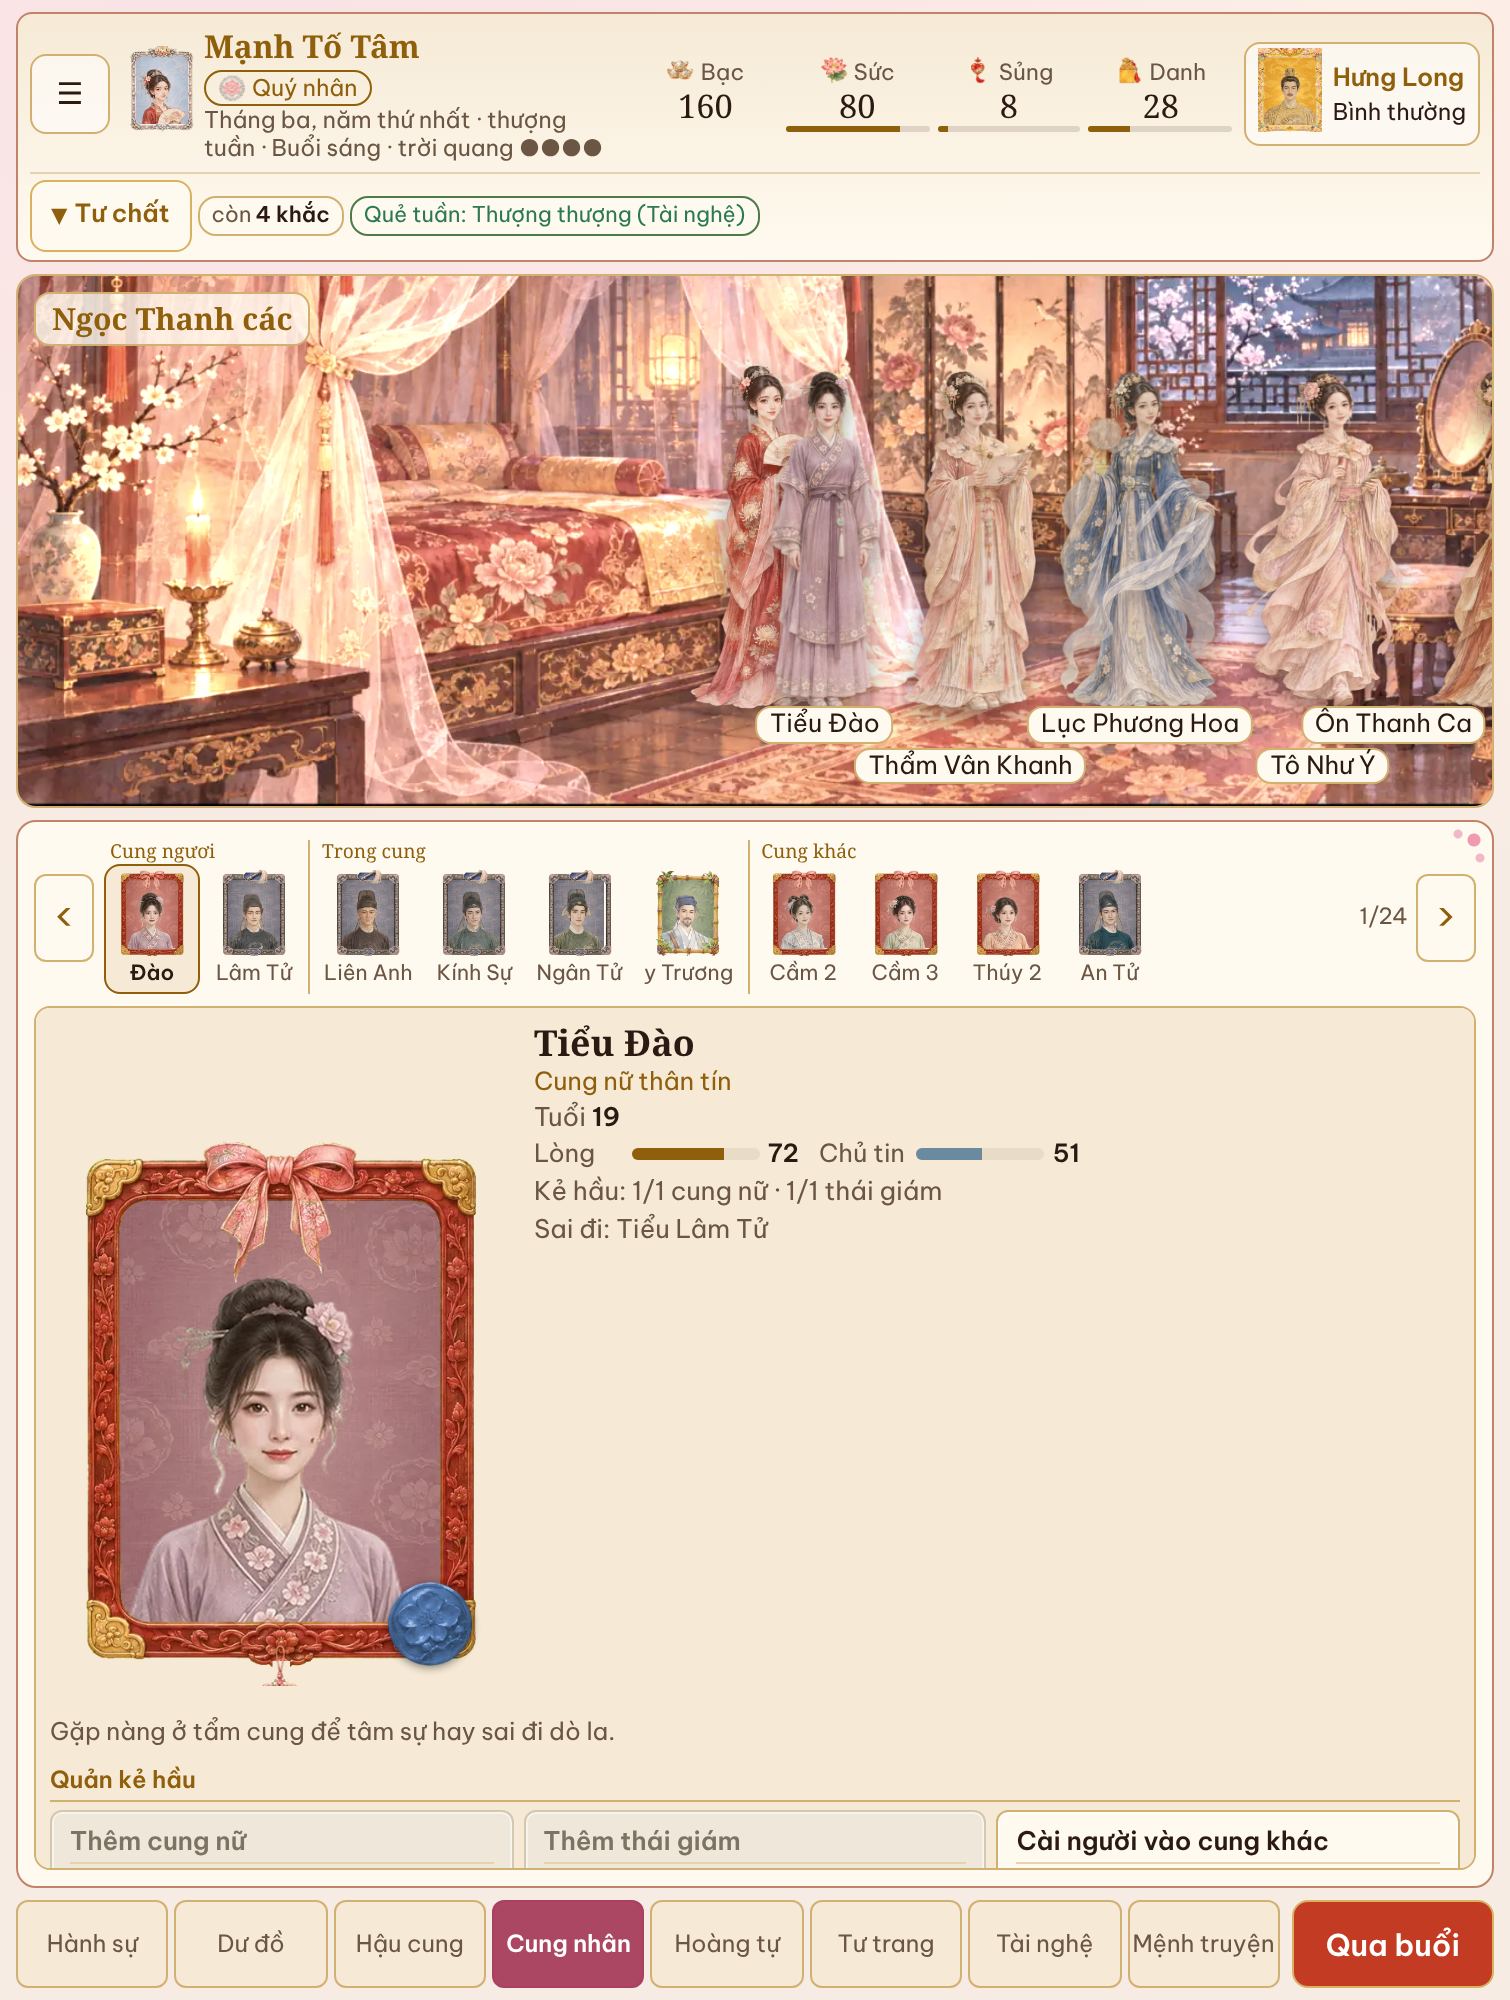 Mạnh Tố Tâm
Quý nhân
Tháng ba, năm thứ nhất · thượng
tuần · Buổi sáng · trời quang ●●●●
Bạc
160
Sức
80
Sủng
8
Danh
28
Hưng Long
Bình thường
▼ Tư chất
còn 4 khắc
Quẻ tuần: Thượng thượng (Tài nghệ)
Ngọc Thanh các
Tiểu Đào
Lục Phương Hoa
Ôn Thanh Ca
Thẩm Vân Khanh
Tô Như Ý
Cung ngươi
Trong cung
Cung khác
Đào
Lâm Tử
Liên Anh
Kính Sự
Ngân Tử
y Trương
Cầm 2
Cầm 3
Thúy 2
An Tử
1/24
Tiểu Đào
Cung nữ thân tín
Tuổi 19
Lòng 72 Chủ tin 51
Kẻ hầu: 1/1 cung nữ · 1/1 thái giám
Sai đi: Tiểu Lâm Tử
Gặp nàng ở tẩm cung để tâm sự hay sai đi dò la.
Quản kẻ hầu
Thêm cung nữ
Thêm thái giám
Cài người vào cung khác
Hành sự
Dư đồ
Hậu cung
Cung nhân
Hoàng tự
Tư trang
Tài nghệ
Mệnh truyện
Qua buổi